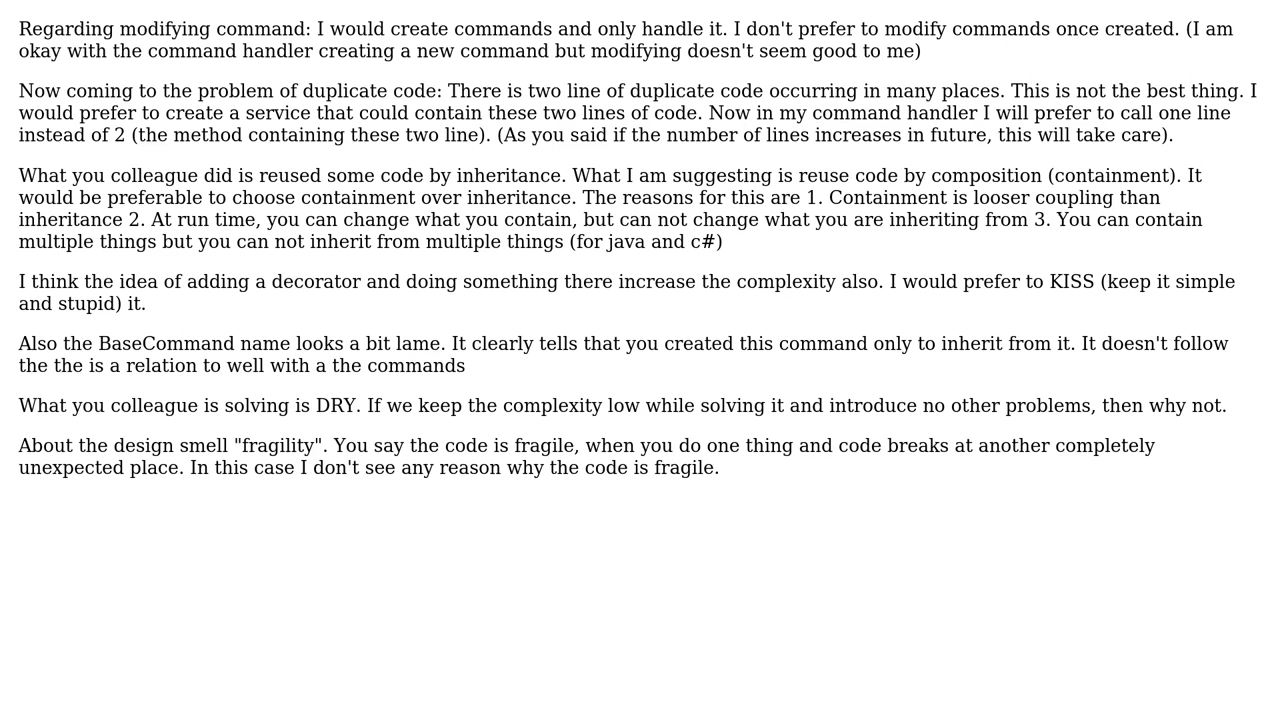 Regarding modifying command: I would create commands and only handle it. I don't prefer to modify commands once created. (I am
okay with the command handler creating a new command but modifying doesn't seem good to me)
Now coming to the problem of duplicate code: There is two line of duplicate code occurring in many places. This is not the best thing. I
would prefer to create a service that could contain these two lines of code. Now in my command handler I will prefer to call one line
instead of 2 (the method containing these two line). (As you said if the number of lines increases in future, this will take care).
What you colleague did is reused some code by inheritance. What I am suggesting is reuse code by composition (containment). It
would be preferable to choose containment over inheritance. The reasons for this are 1. Containment is looser coupling than
inheritance 2. At run time, you can change what you contain, but can not change what you are inheriting from 3. You can contain
multiple things but you can not inherit from multiple things (for java and c#)
I think the idea of adding a decorator and doing something there increase the complexity also. I would prefer to KISS (keep it simple
and stupid) it.
Also the BaseCommand name looks a bit lame. It clearly tells that you created this command only to inherit from it. It doesn't follow
the the is a relation to well with a the commands
What you colleague is solving is DRY. If we keep the complexity low while solving it and introduce no other problems, then why not.
About the design smell "fragility". You say the code is fragile, when you do one thing and code breaks at another completely
unexpected place. In this case I don't see any reason why the code is fragile.